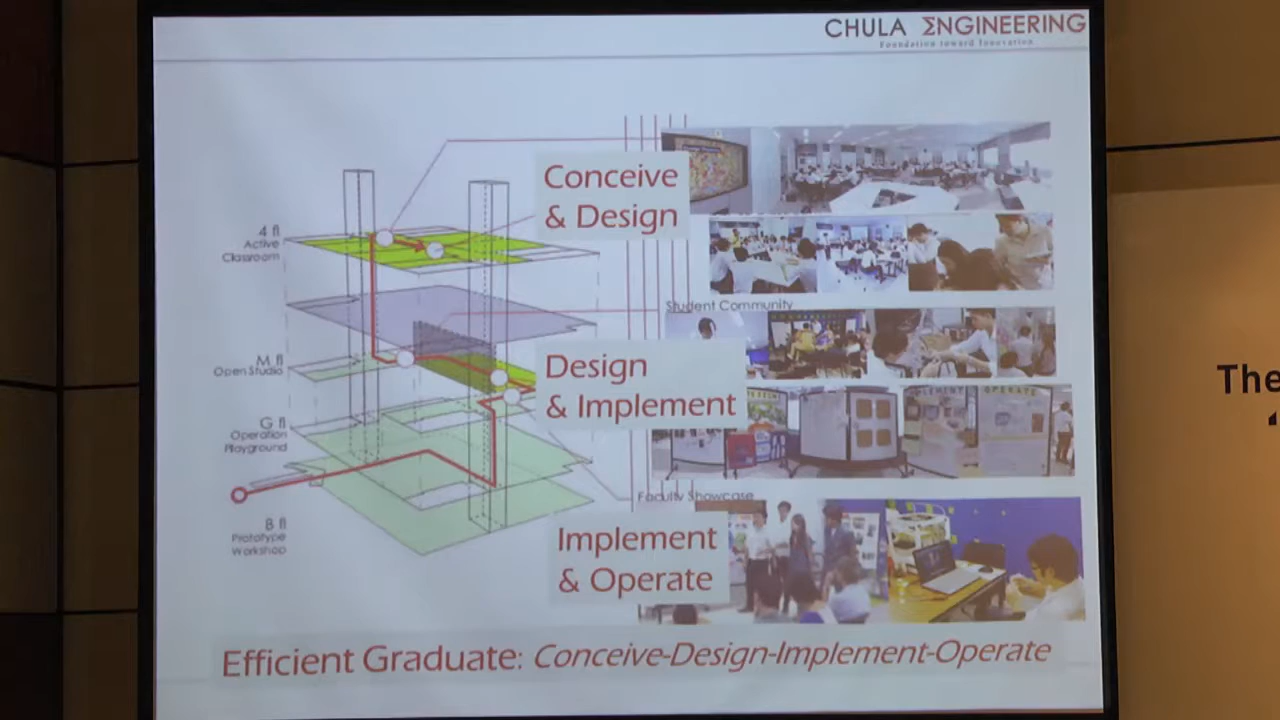 CHULA ΣNGINEERING
Foundation toward Innovation
Conceive
& Design
4 fl
Active
Classroom
Student Community
M fl
Open Studio
Design
& Implement
G fl
Operation
Playground
OPERATE
Faculty Showcase
B fl
Prototype
Workshop
Implement
& Operate
Efficient Graduate: Conceive-Design-Implement-Operate
The